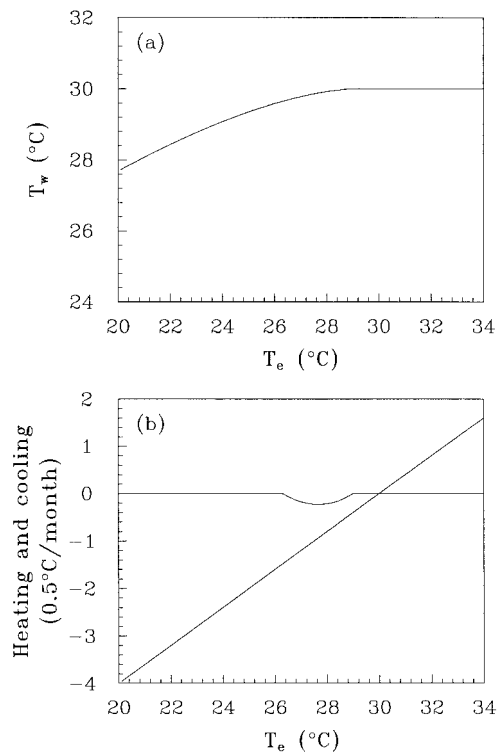 32
(a)
30
28
26
24
T_w (°C)
20 22 24 26 28 30 32 34
T_e (°C)
2
(b)
1
0
−1
−2
−3
−4
Heating and cooling
(0.5°C/month)
20 22 24 26 28 30 32 34
T_e (°C)